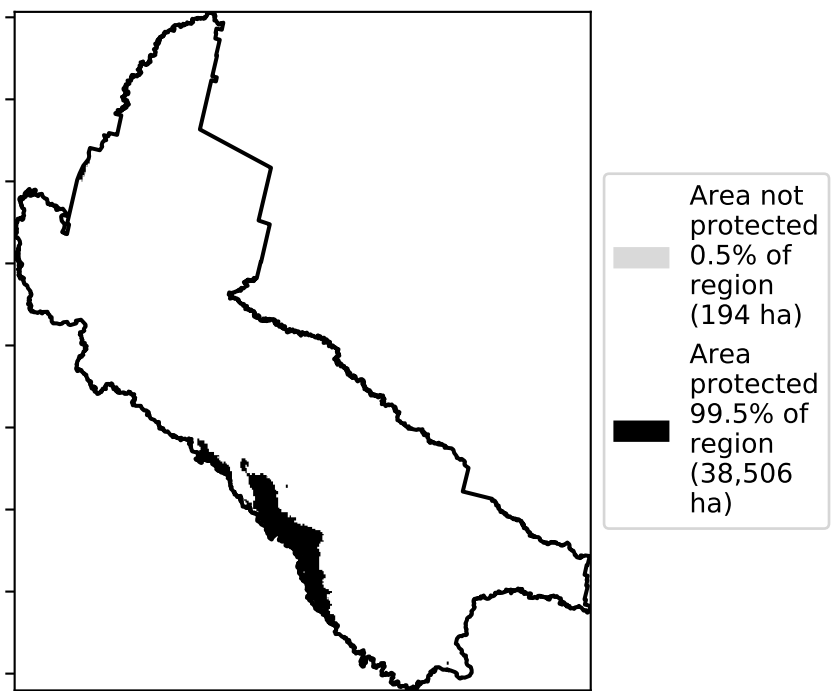 Area not
protected
0.5% of
region
(194 ha)
Area
protected
99.5% of
region
(38,506
ha)